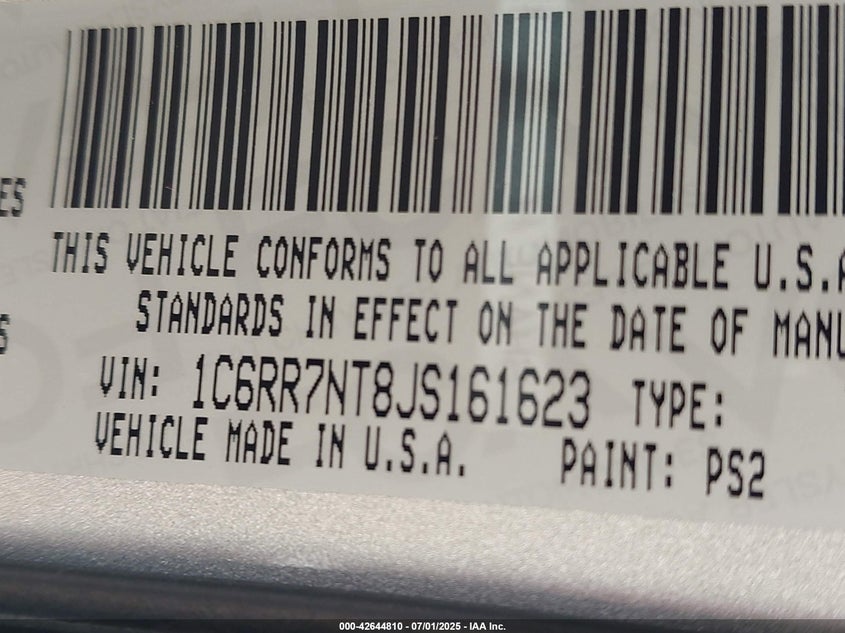 ES
THIS VEHICLE CONFORMS TO ALL APPLICABLE U.S.A
STANDARDS IN EFFECT ON THE DATE OF MANU
S
VIN: 1C6RR7NT8JS161623 TYPE:
VEHICLE MADE IN U.S.A. PAINT: PS2
000-42644810 - 07/01/2025 - IAA Inc.